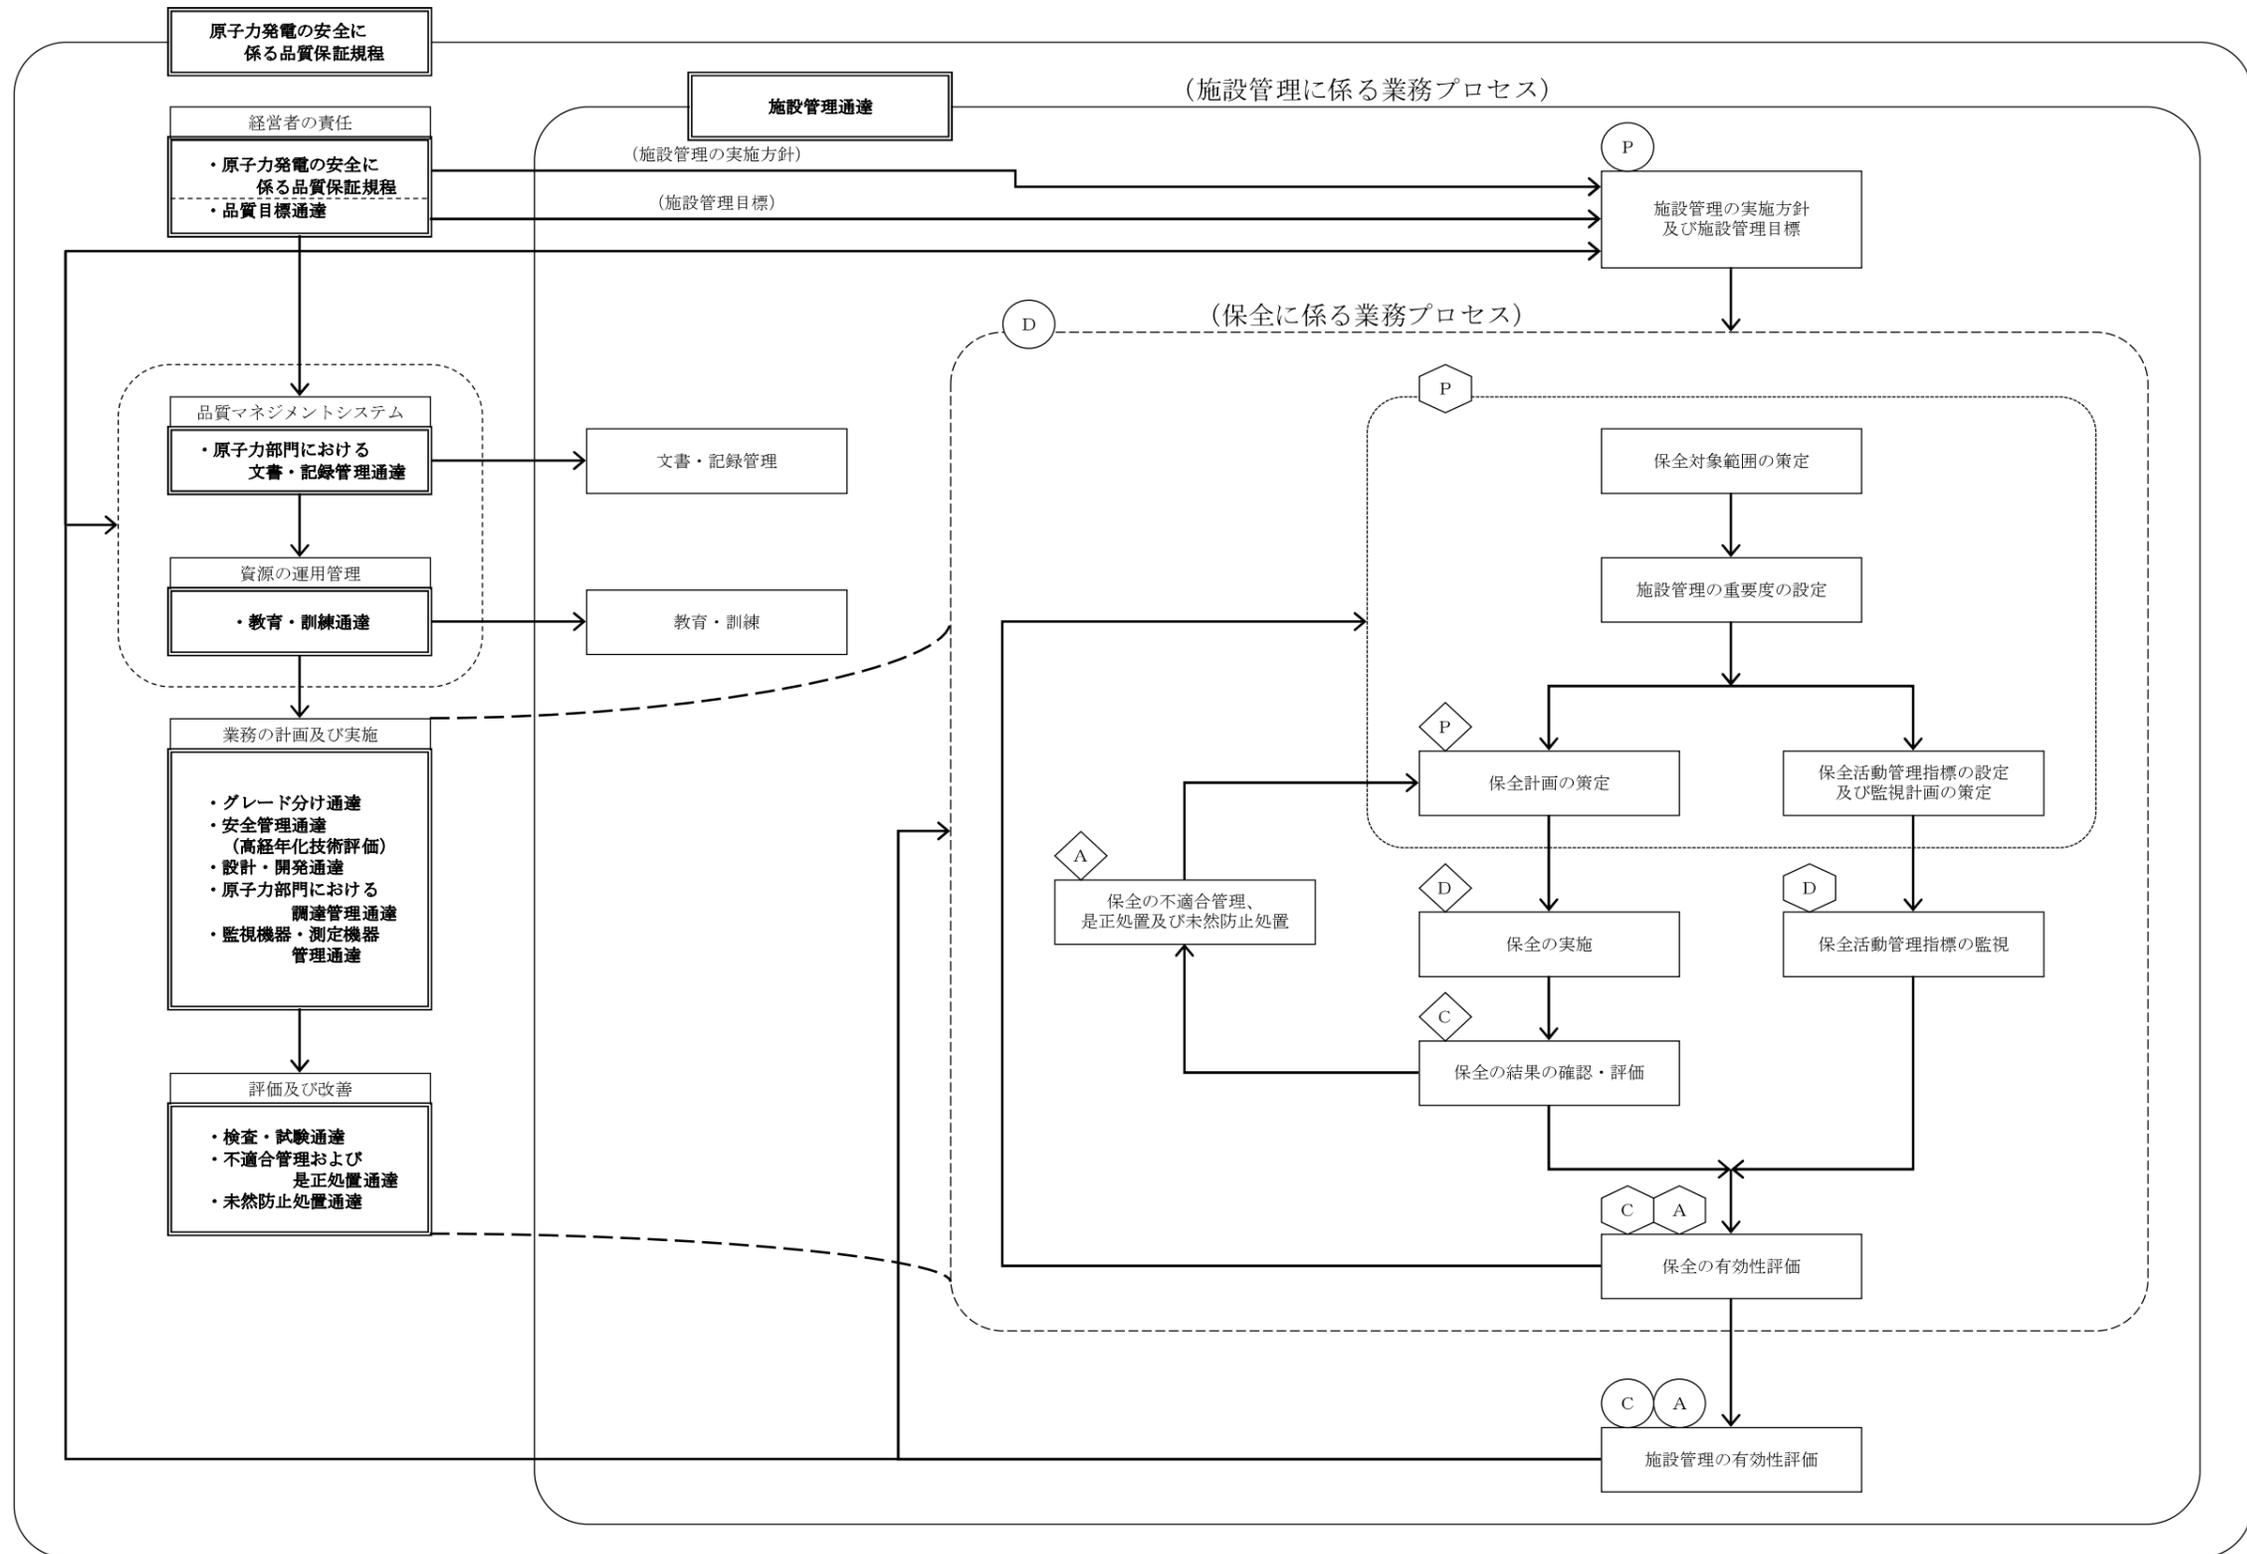 原子力発電の安全に
係る品質保証規程
施設管理通達
（施設管理に係る業務プロセス）
経営者の責任
・原子力発電の安全に
係る品質保証規程
・品質目標通達
（施設管理の実施方針）
（施設管理目標）
P
施設管理の実施方針
及び施設管理目標
D
（保全に係る業務プロセス）
品質マネジメントシステム
・原子力部門における
文書・記録管理通達
文書・記録管理
資源の運用管理
・教育・訓練通達
教育・訓練
業務の計画及び実施
・グレード分け通達
・安全管理通達
（高経年化技術評価）
・設計・開発通達
・原子力部門における
調達管理通達
・監視機器・測定機器
管理通達
評価及び改善
・検査・試験通達
・不適合管理および
是正処置通達
・未然防止処置通達
P
保全対象範囲の策定
施設管理の重要度の設定
P
保全計画の策定
保全活動管理指標の設定
及び監視計画の策定
A
保全の不適合管理、
是正処置及び未然防止処置
D
保全の実施
D
保全活動管理指標の監視
C
保全の結果の確認・評価
C
A
保全の有効性評価
C
A
施設管理の有効性評価